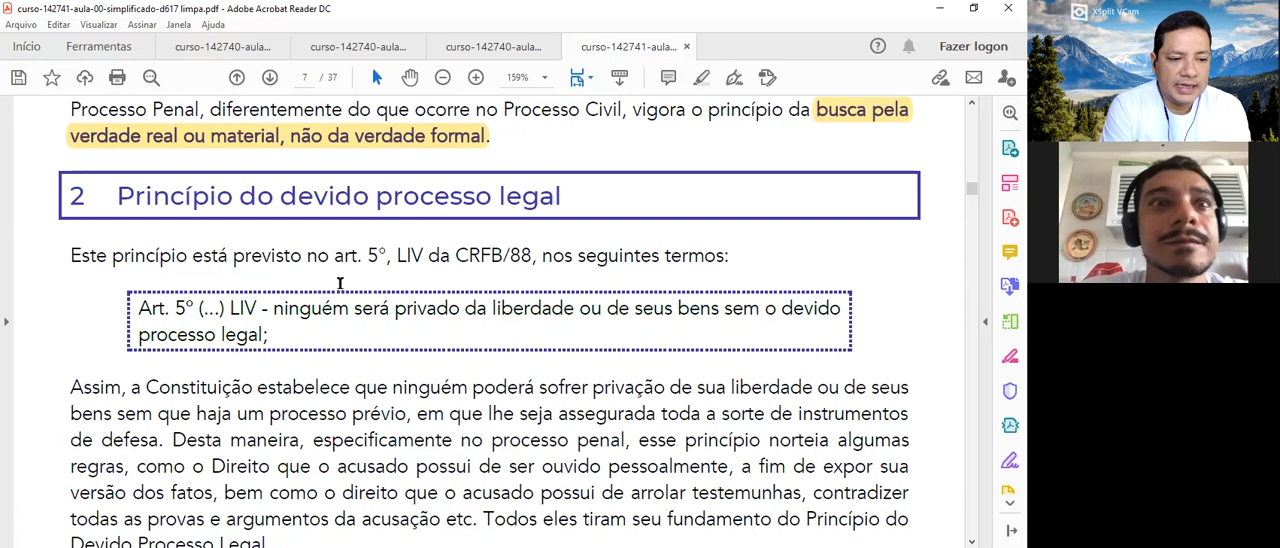 curso-142741-aula-00-simplificado-d617 limpa.pdf - Adobe Acrobat Reader DC
Arquivo Editar Visualizar Assinar Janela Ajuda
Início Ferramentas curso-142740-aula... curso-142740-aula... curso-142740-aula... curso-142741-aula... × Fazer logon
7 / 37 159%
Processo Penal, diferentemente do que ocorre no Processo Civil, vigora o princípio da busca pela
verdade real ou material, não da verdade formal.
2 Princípio do devido processo legal
Este princípio está previsto no art. 5º, LIV da CRFB/88, nos seguintes termos:
Art. 5º (...) LIV - ninguém será privado da liberdade ou de seus bens sem o devido
processo legal;
Assim, a Constituição estabelece que ninguém poderá sofrer privação de sua liberdade ou de seus
bens sem que haja um processo prévio, em que lhe seja assegurada toda a sorte de instrumentos
de defesa. Desta maneira, especificamente no processo penal, esse princípio norteia algumas
regras, como o Direito que o acusado possui de ser ouvido pessoalmente, a fim de expor sua
versão dos fatos, bem como o direito que o acusado possui de arrolar testemunhas, contradizer
todas as provas e argumentos da acusação etc. Todos eles tiram seu fundamento do Princípio do
Devido Processo Legal.
XSplit VCam